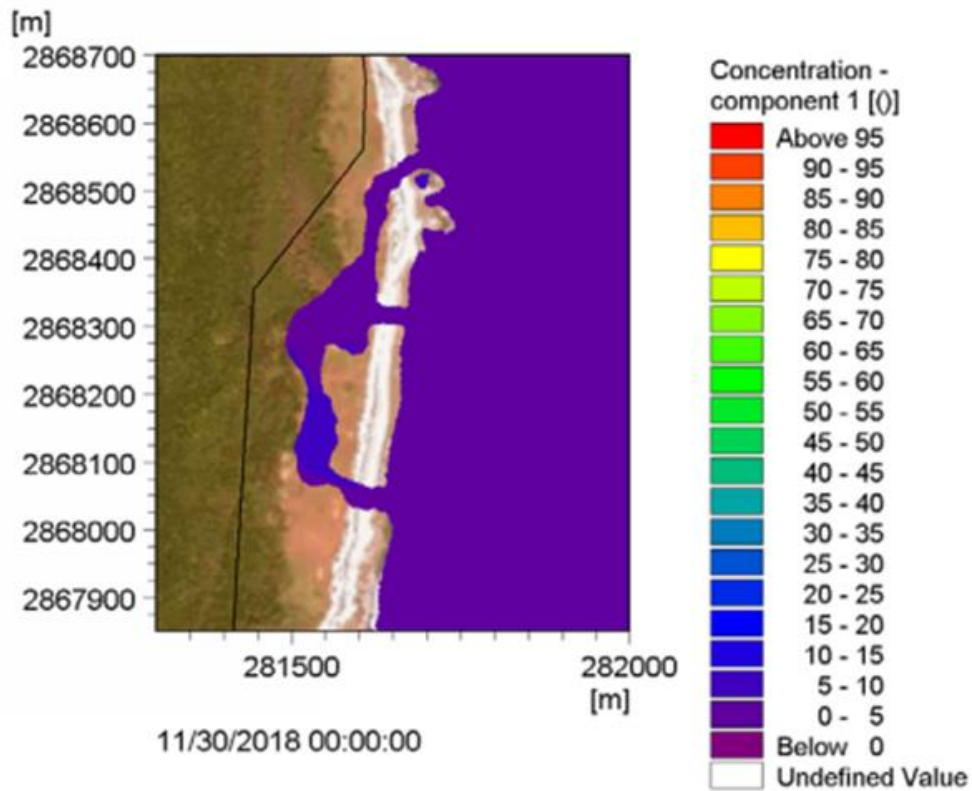 [m]
2868700
2868600
2868500
2868400
2868300
2868200
2868100
2868000
2867900
281500 282000
[m]
11/30/2018 00:00:00
Concentration -
component 1 [()]
Above 95
90 - 95
85 - 90
80 - 85
75 - 80
70 - 75
65 - 70
60 - 65
55 - 60
50 - 55
45 - 50
40 - 45
35 - 40
30 - 35
25 - 30
20 - 25
15 - 20
10 - 15
5 - 10
0 - 5
Below 0
Undefined Value